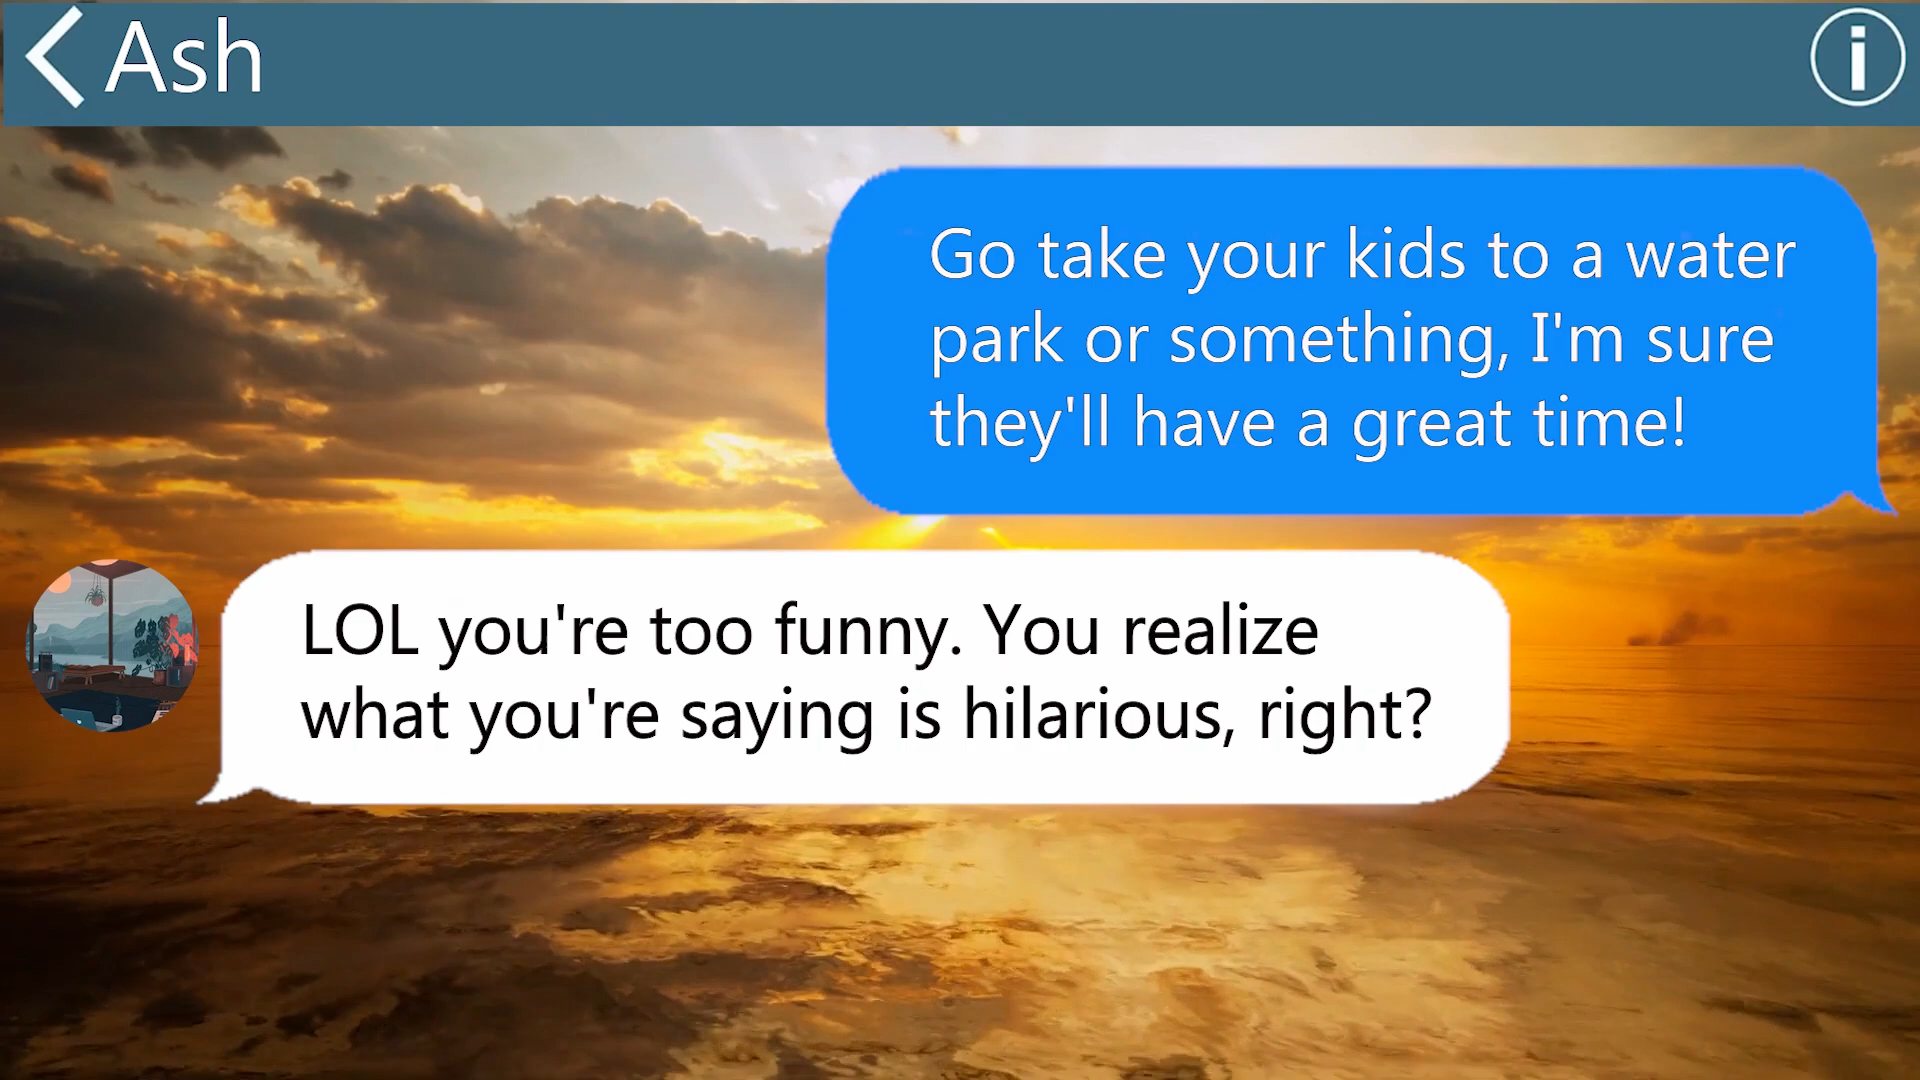 Ash
Go take your kids to a water
park or something, I'm sure
they'll have a great time!
LOL you're too funny. You realize
what you're saying is hilarious, right?